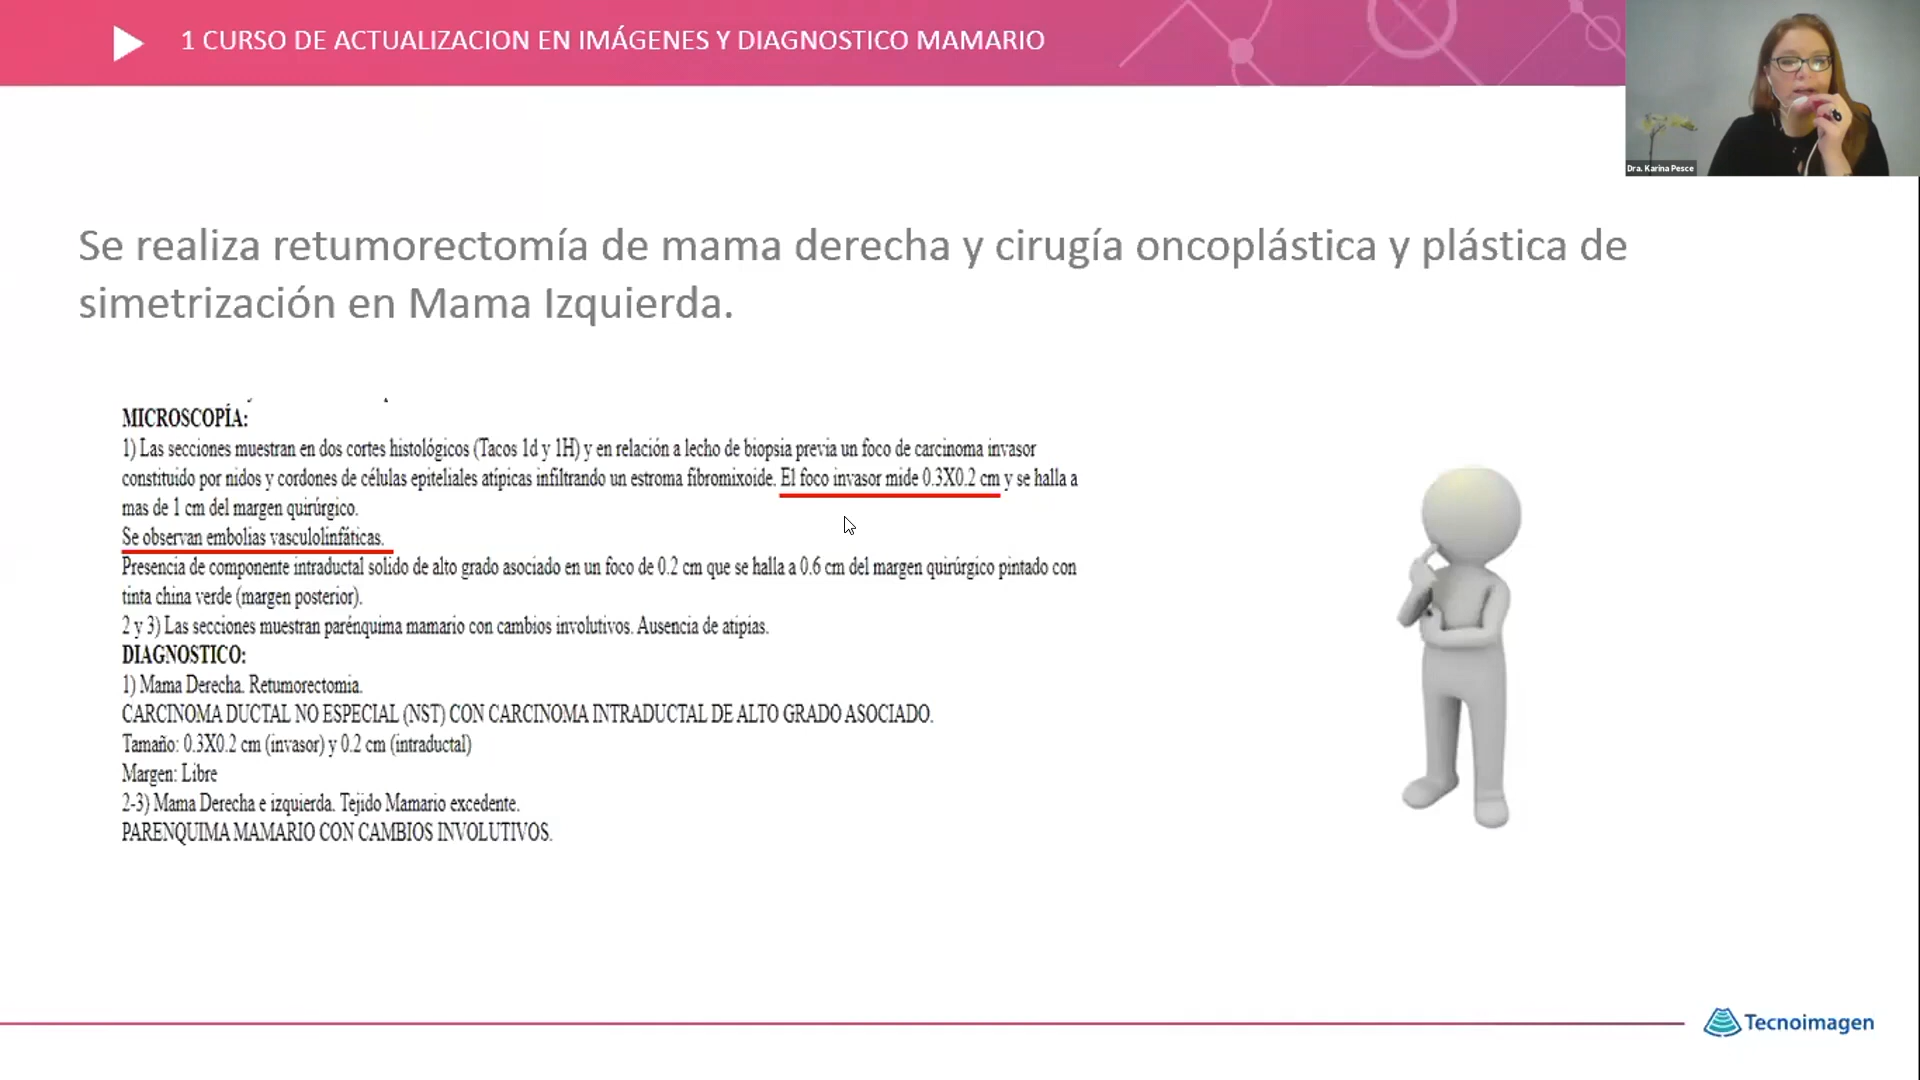 1 CURSO DE ACTUALIZACION EN IMÁGENES Y DIAGNOSTICO MAMARIO
Dra. Karina Pesce
Se realiza retumorectomía de mama derecha y cirugía oncoplástica y plástica de
simetrización en Mama Izquierda.
MICROSCOPÍA:
1) Las secciones muestran en dos cortes histológicos (Tacos 1d y 1H) y en relación a lecho de biopsia previa un foco de carcinoma invasor
constituido por nidos y cordones de células epiteliales atípicas infiltrando un estroma fibromixoide. El foco invasor mide 0.3X0.2 cm y se halla a
mas de 1 cm del margen quirúrgico.
Se observan embolias vasculolinfáticas.
Presencia de componente intraductal solido de alto grado asociado en un foco de 0.2 cm que se halla a 0.6 cm del margen quirúrgico pintado con
tinta china verde (margen posterior).
2 y 3) Las secciones muestran parénquima mamario con cambios involutivos. Ausencia de atipias.
DIAGNOSTICO:
1) Mama Derecha. Retumorectomia.
CARCINOMA DUCTAL NO ESPECIAL (NST) CON CARCINOMA INTRADUCTAL DE ALTO GRADO ASOCIADO.
Tamaño: 0.3X0.2 cm (invasor) y 0.2 cm (intraductal)
Margen: Libre
2-3) Mama Derecha e izquierda. Tejido Mamario excedente.
PARENQUIMA MAMARIO CON CAMBIOS INVOLUTIVOS.
Tecnoimagen